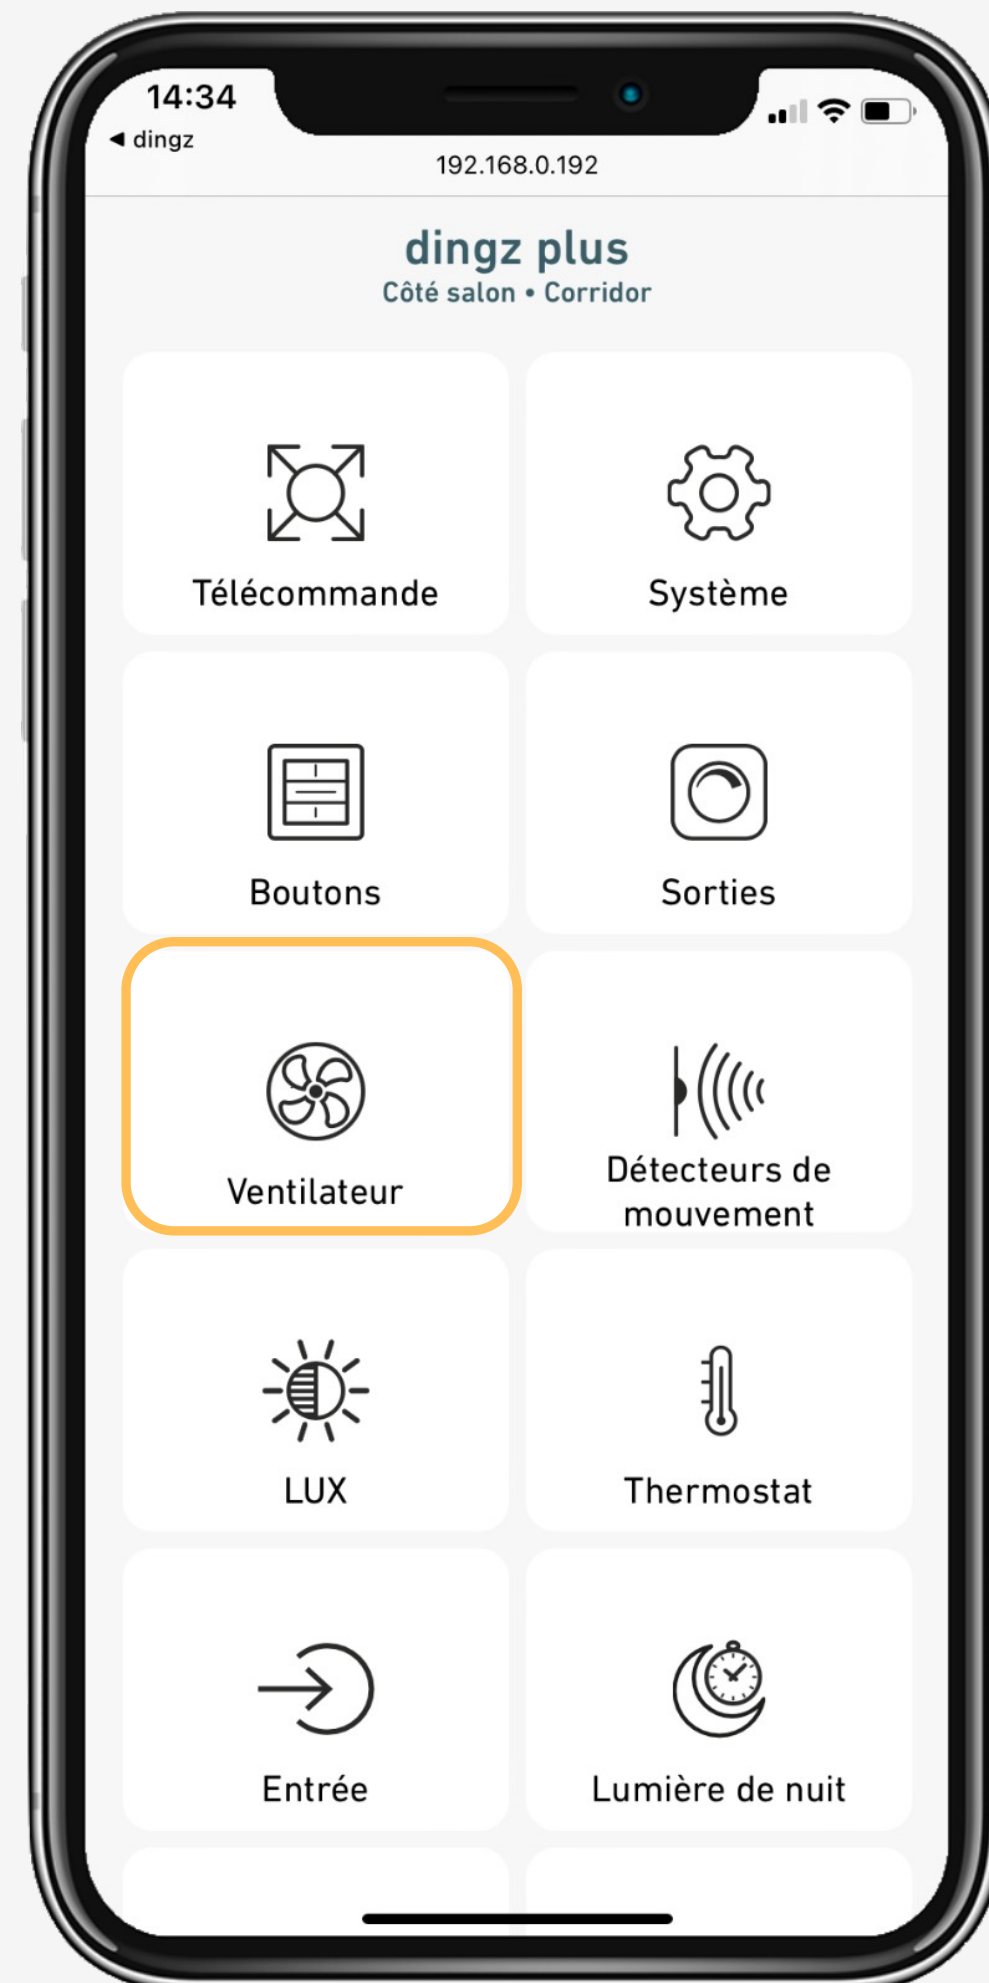 14:34
◀ dingz
192.168.0.192
dingz plus
Côté salon • Corridor
Télécommande
Système
Boutons
Sorties
Ventilateur
Détecteurs de
mouvement
LUX
Thermostat
Entrée
Lumière de nuit